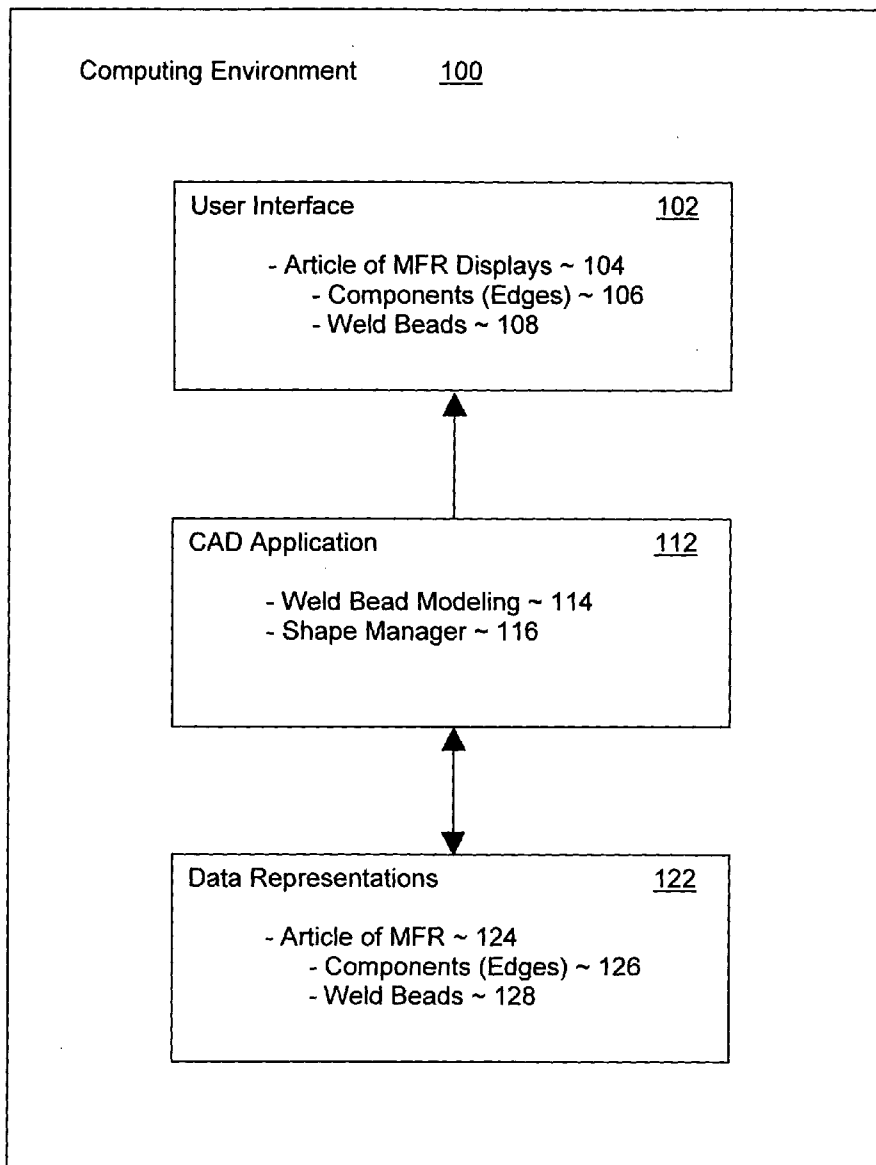 Computing Environment 100
User Interface 102
- Article of MFR Displays ~ 104
- Components (Edges) ~ 106
- Weld Beads ~ 108
CAD Application 112
- Weld Bead Modeling ~ 114
- Shape Manager ~ 116
Data Representations 122
- Article of MFR ~ 124
- Components (Edges) ~ 126
- Weld Beads ~ 128